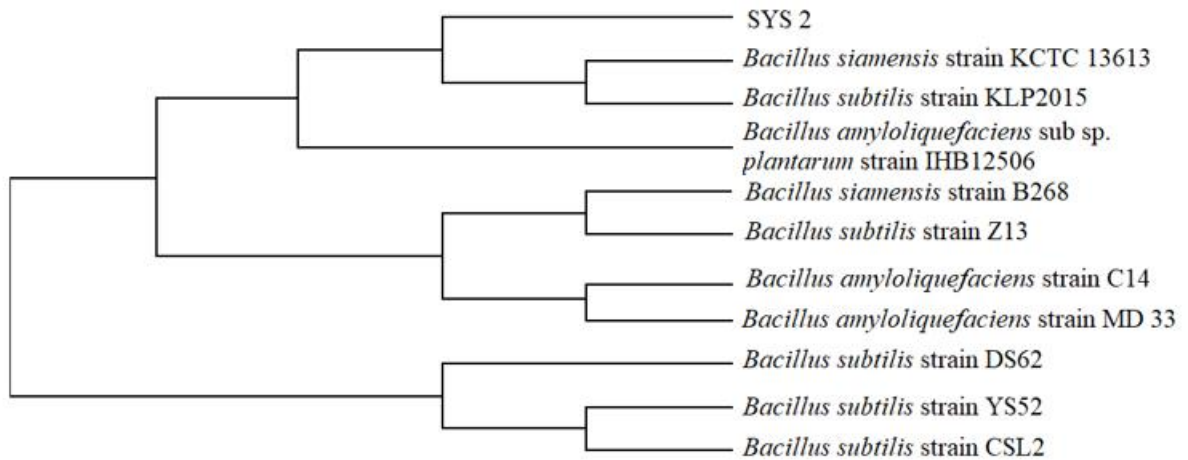 SYS 2
Bacillus siamensis strain KCTC 13613
Bacillus subtilis strain KLP2015
Bacillus amyloliquefaciens sub sp.
plantarum strain IHB12506
Bacillus siamensis strain B268
Bacillus subtilis strain Z13
Bacillus amyloliquefaciens strain C14
Bacillus amyloliquefaciens strain MD 33
Bacillus subtilis strain DS62
Bacillus subtilis strain YS52
Bacillus subtilis strain CSL2